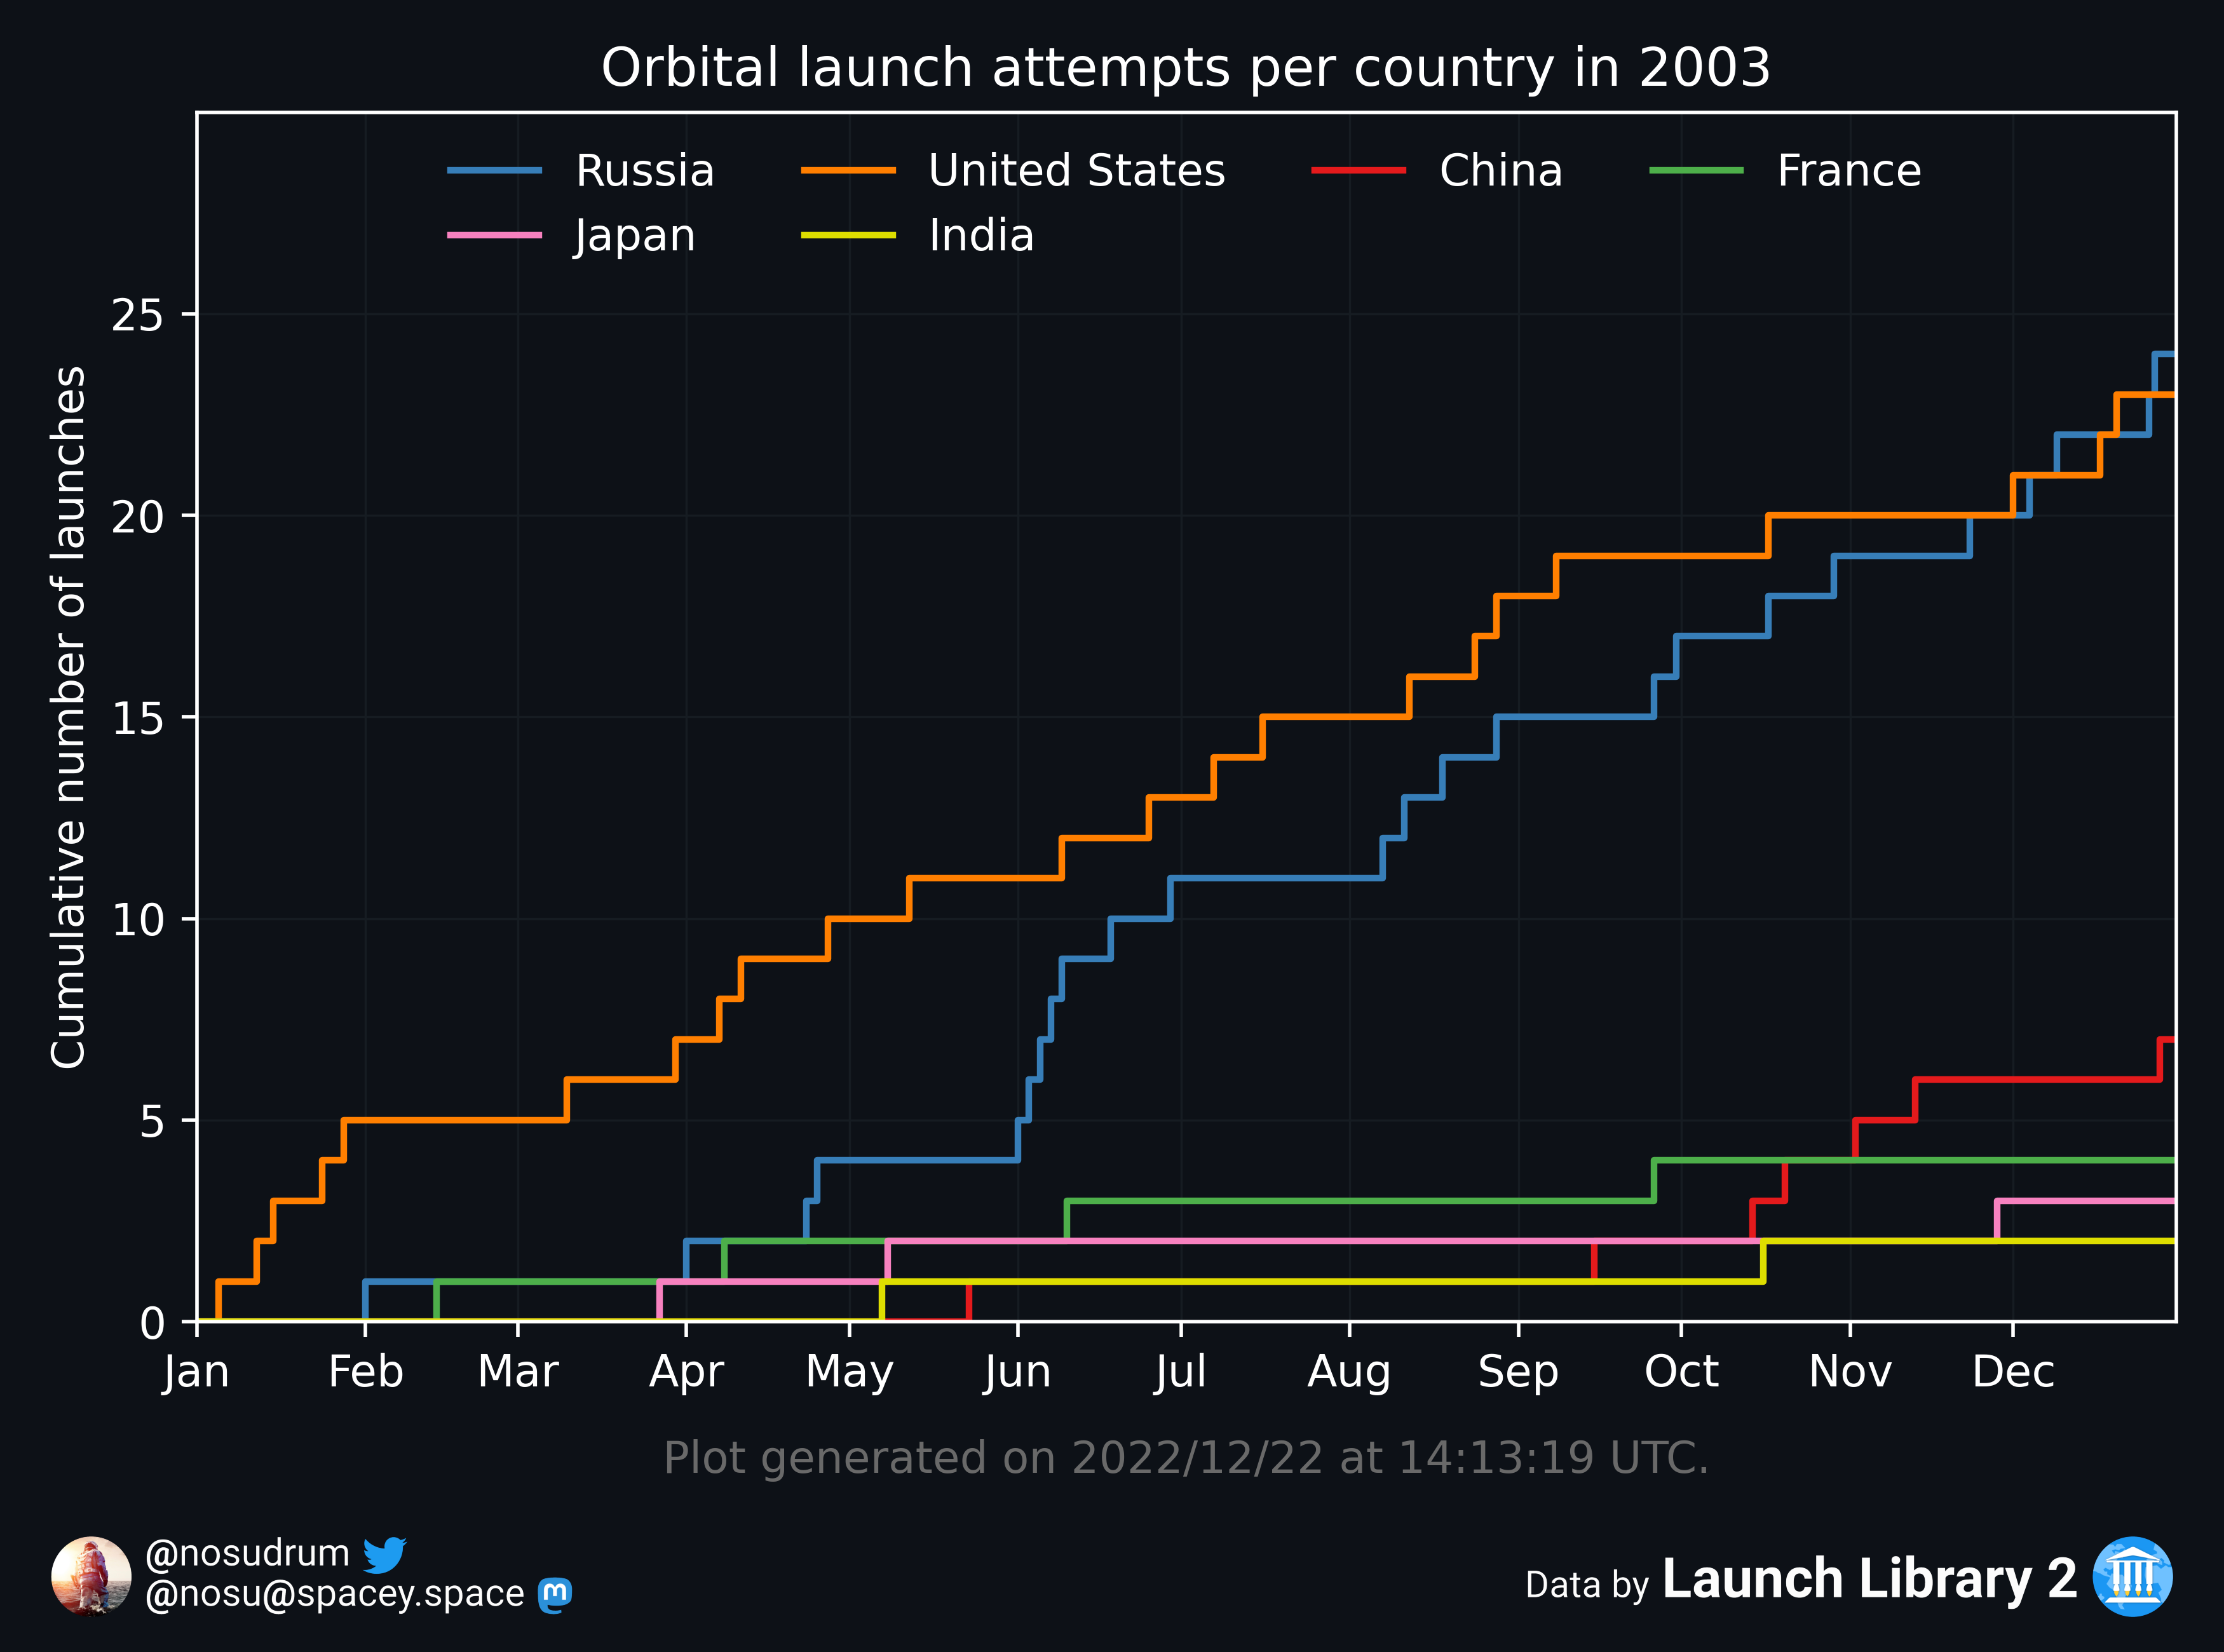 Orbital launch attempts per country in 2003
Russia United States China France
Japan India
Cumulative number of launches
25
20
15
10
5
0
Jan Feb Mar Apr May Jun Jul Aug Sep Oct Nov Dec
Plot generated on 2022/12/22 at 14:13:19 UTC.
@nosudrum
@nosu@spacey.space
Data by Launch Library 2